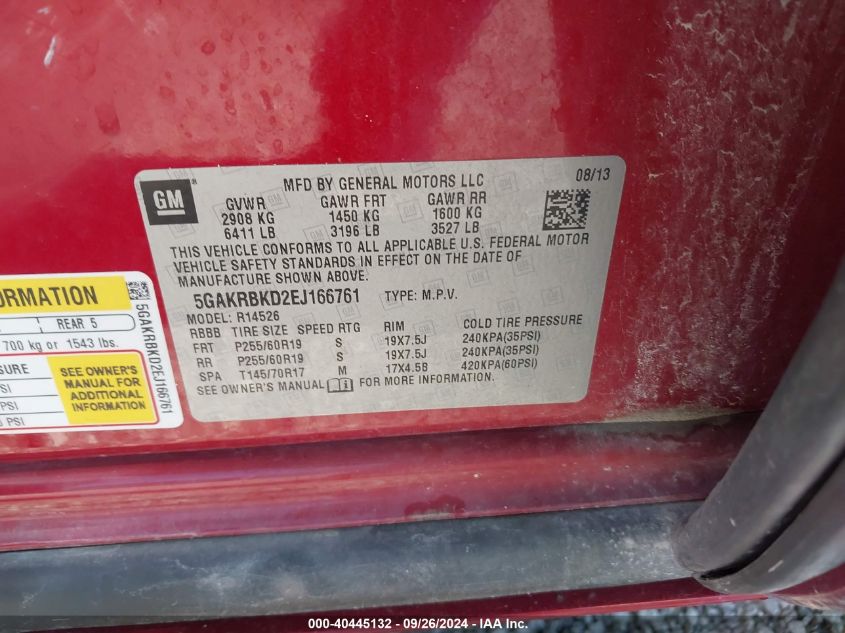 GM
MFD BY GENERAL MOTORS LLC
08/13
GVWR GAWR FRT GAWR RR
2908 KG 1450 KG 1600 KG
6411 LB 3196 LB 3527 LB
THIS VEHICLE CONFORMS TO ALL APPLICABLE U.S. FEDERAL MOTOR
VEHICLE SAFETY STANDARDS IN EFFECT ON THE DATE OF
MANUFACTURE SHOWN ABOVE.
5GAKRBKD2EJ166761 TYPE: M.P.V.
MODEL: R14526
RBBB TIRE SIZE SPEED RTG RIM COLD TIRE PRESSURE
FRT P255/60R19 S 19X7.5J 240KPA(35PSI)
RR P255/60R19 S 19X7.5J 240KPA(35PSI)
SPA T145/70R17 M 17X4.5B 420KPA(60PSI)
SEE OWNER'S MANUAL i FOR MORE INFORMATION.
ORMATION
REAR 5
700 kg or 1543 lbs.
SSURE
PSI
PSI
PSI
SEE OWNER'S
MANUAL FOR
ADDITIONAL
INFORMATION
5GAKRBKD2EJ166761
000-40445132 - 09/26/2024 - IAA Inc.